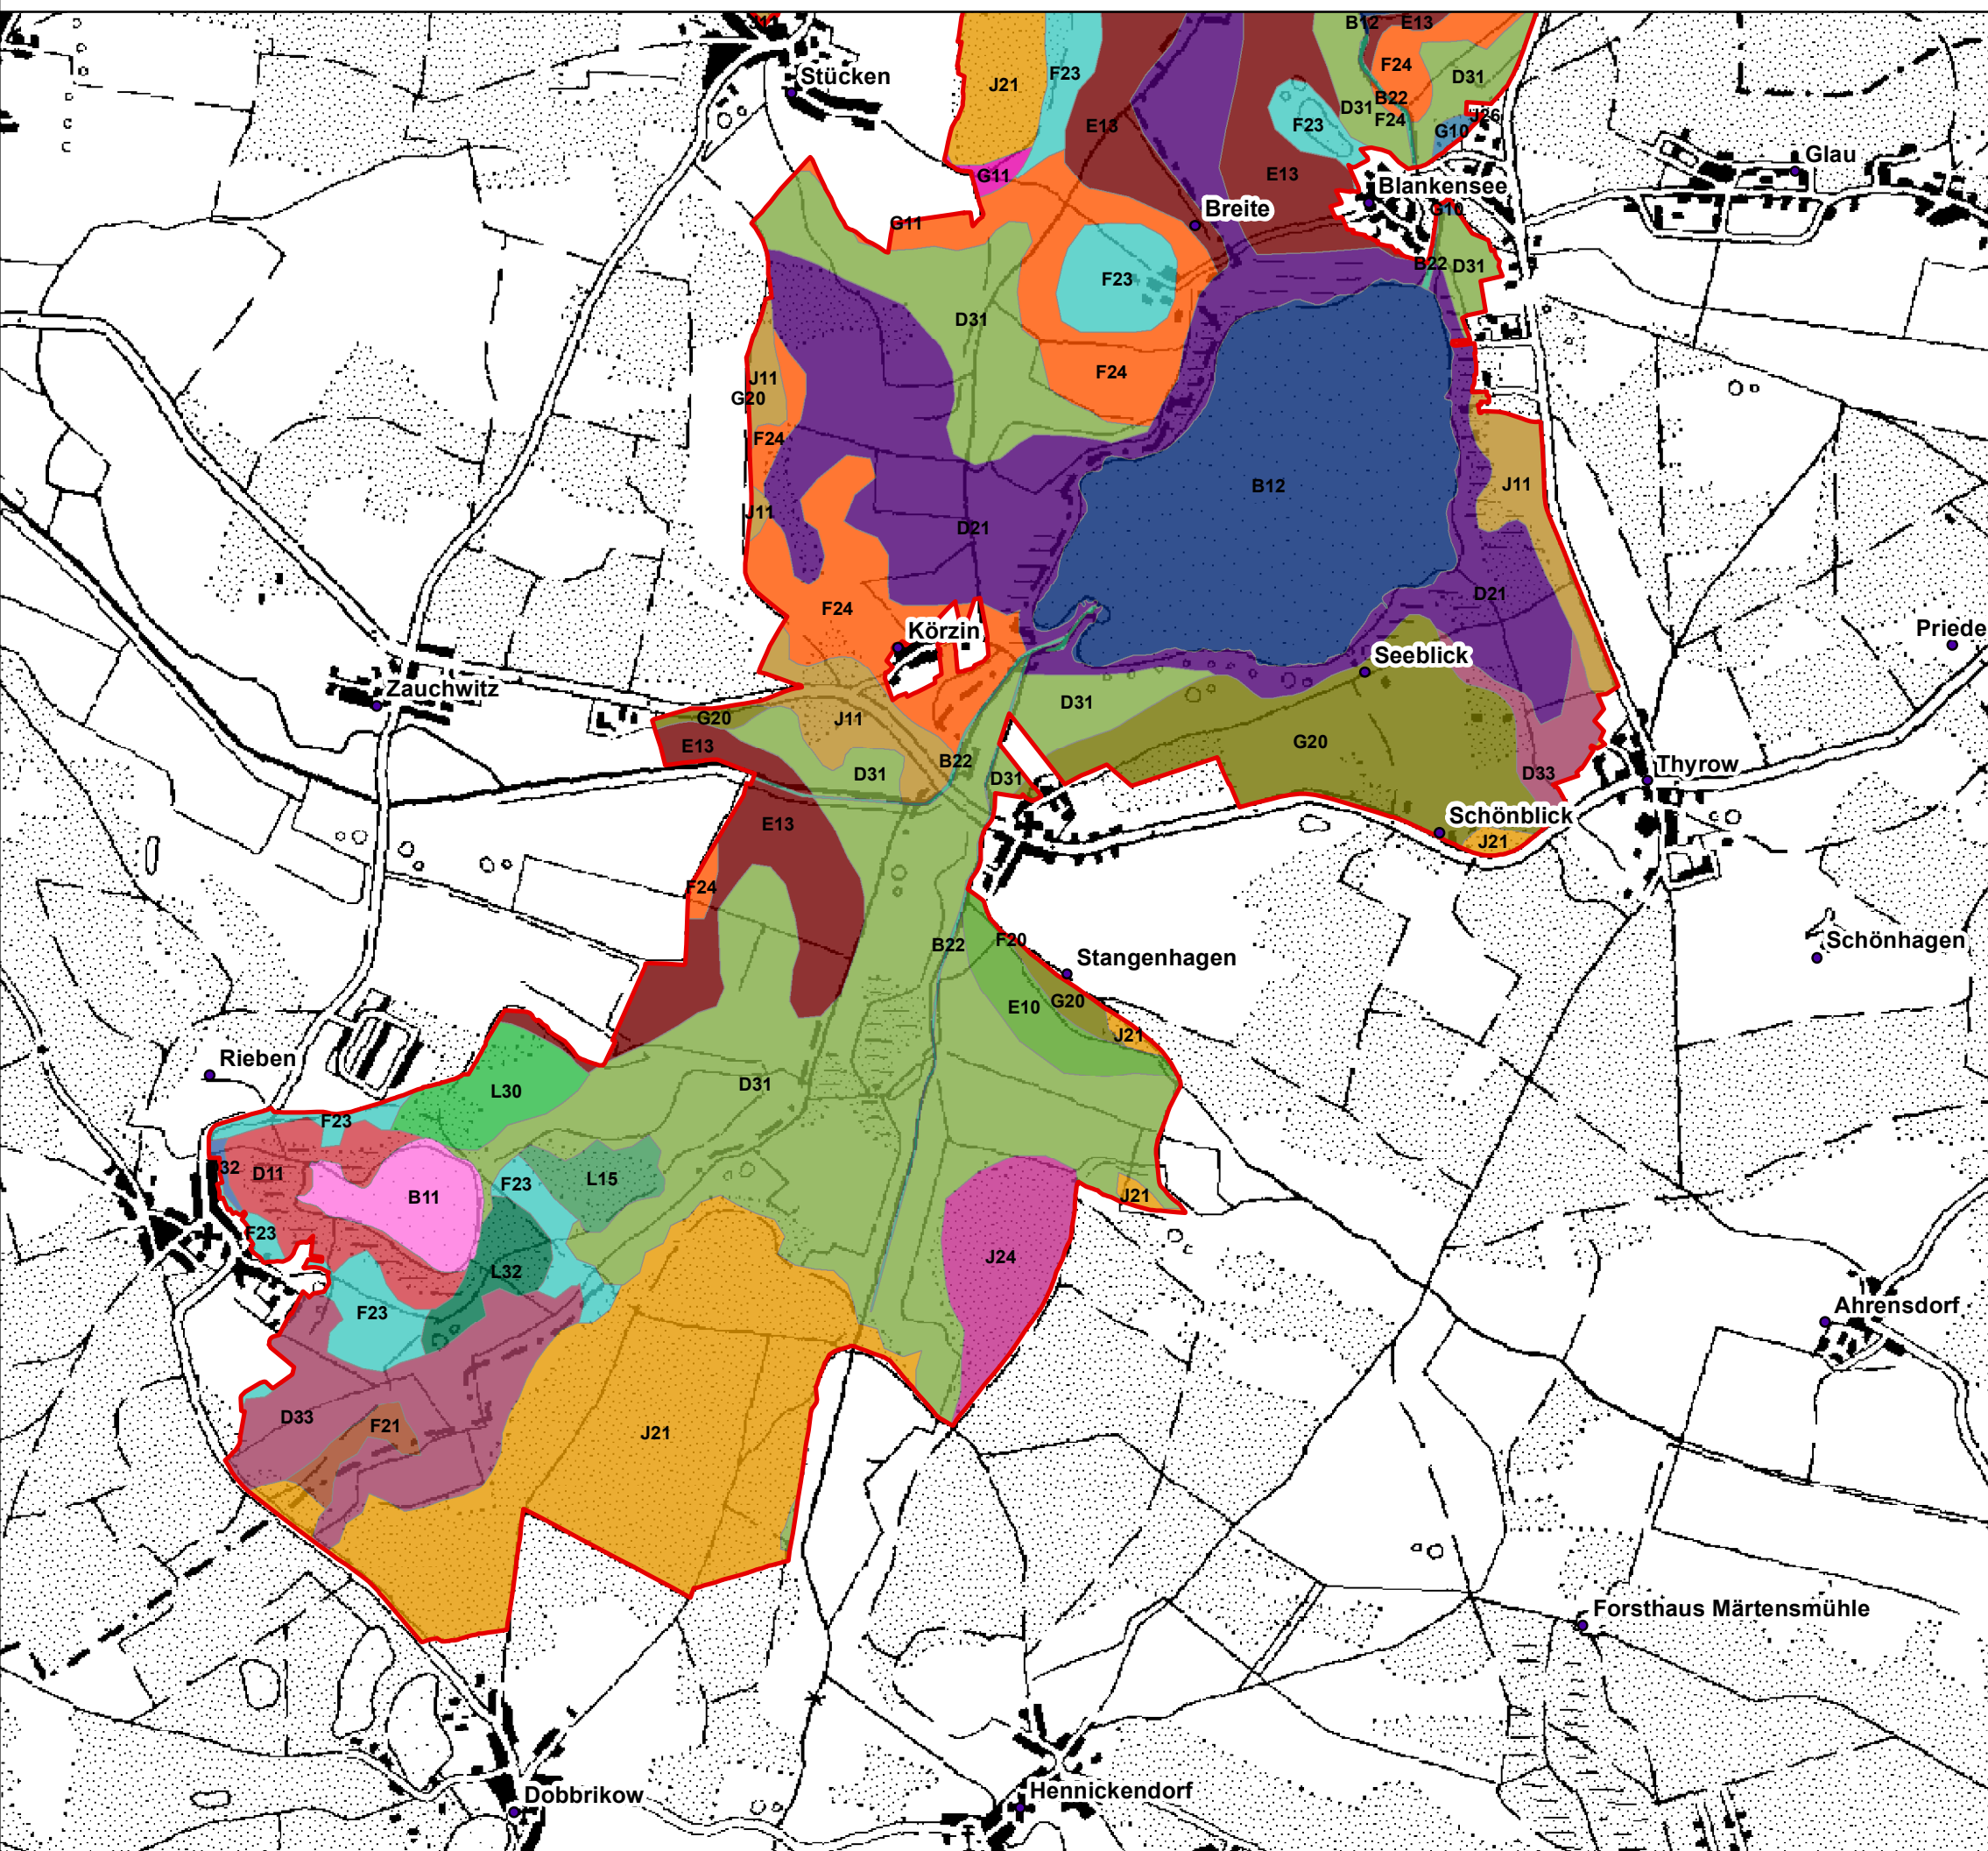 B12
E13
Stücken
F23
F24
D31
J21
B22
D31
J26
F24
F23
G10
E13
Glau
E13
G11
Blankensee
Breite
G10
G11
B22
D31
F23
D31
F24
J11
G20
F24
B12
J11
J11
D21
D21
F24
Körzin
Priede
Seeblick
Zauchwitz
D31
G20
J11
G20
E13
B22
D31
D31
D33
Thyrow
Schönblick
E13
J21
F24
F20
B22
Schönhagen
Stangenhagen
G20
E10
J21
Rieben
D31
L30
F23
32
D11
L15
F23
B11
J21
F23
J24
L32
Ahrensdorf
F23
D33
F21
J21
Forsthaus Märtensmühle
Hennickendorf
Dobbrikow